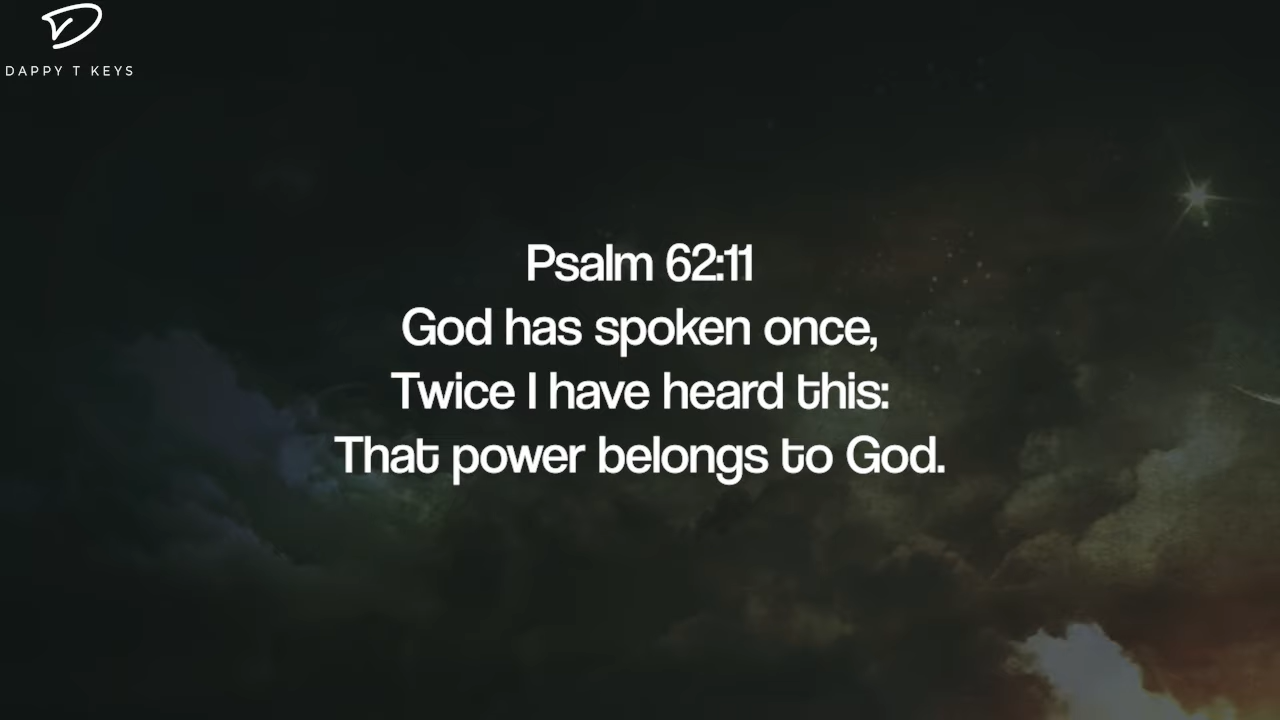 DAPPY T KEYS
Psalm 62:11
God has spoken once,
Twice I have heard this:
That power belongs to God.